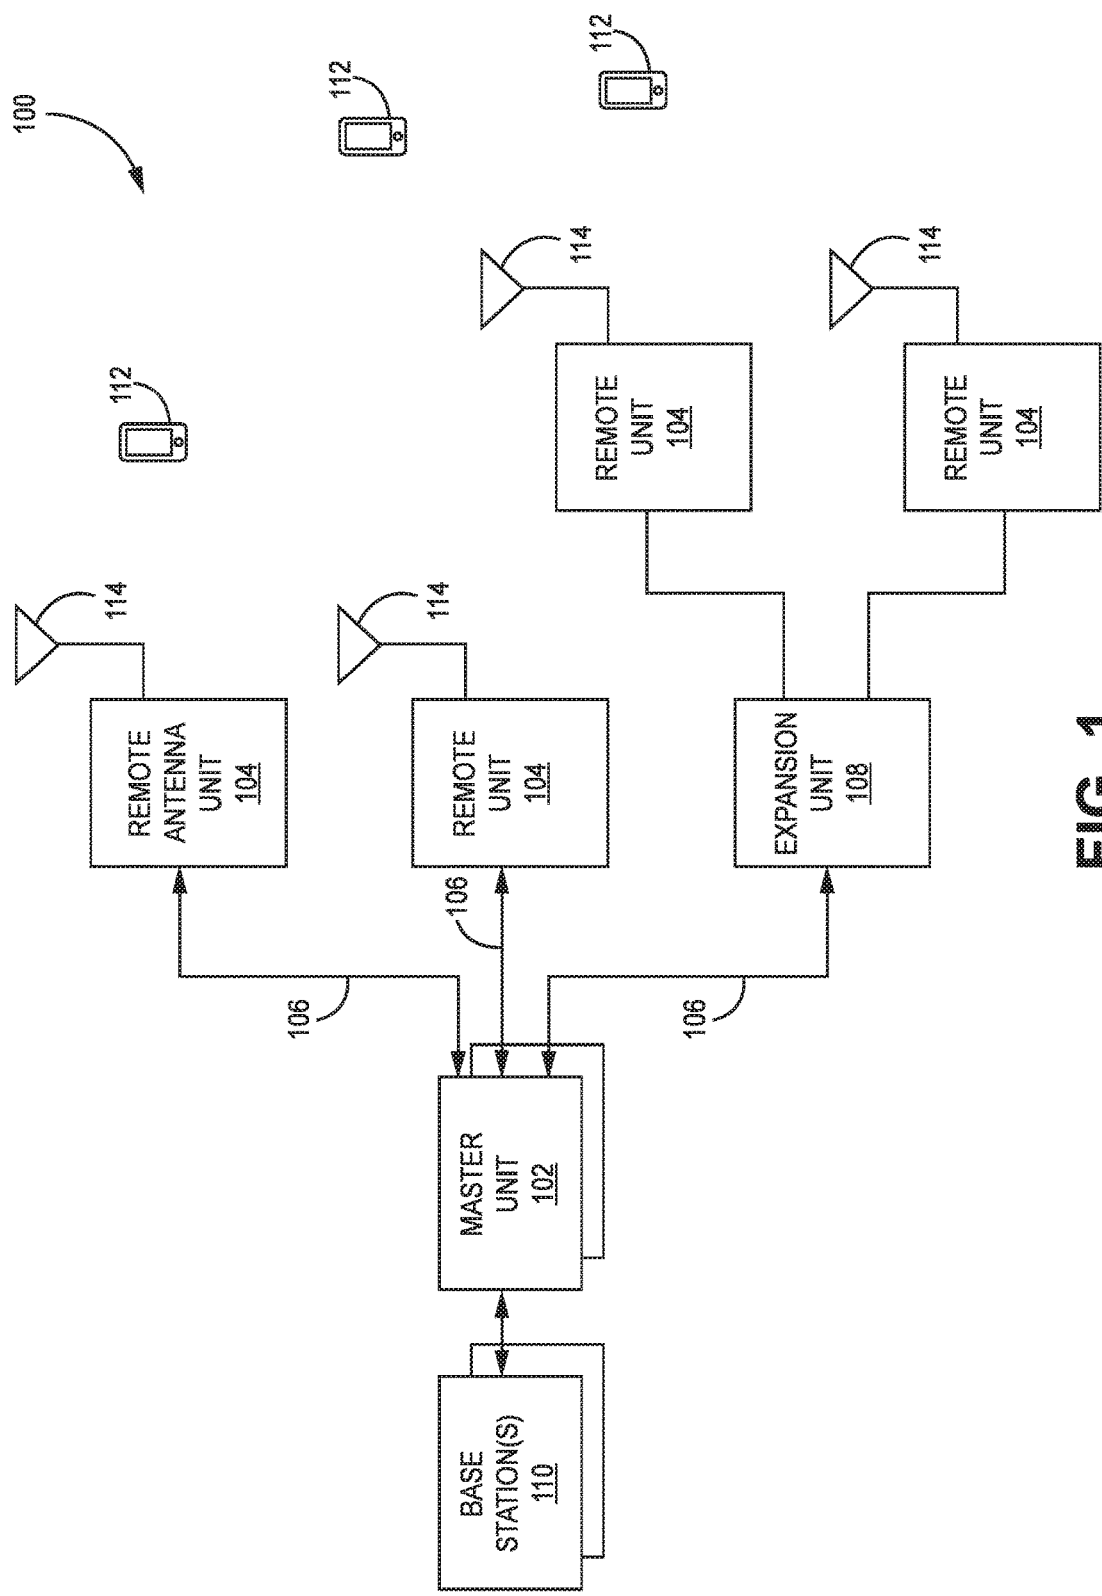 100
112
112
112
114
114
114
114
REMOTE
ANTENNA
UNIT
104
REMOTE
UNIT
104
REMOTE
UNIT
104
REMOTE
UNIT
104
EXPANSION
UNIT
108
106
106
106
MASTER
UNIT
102
BASE
STATION(S)
110
FIG. 1